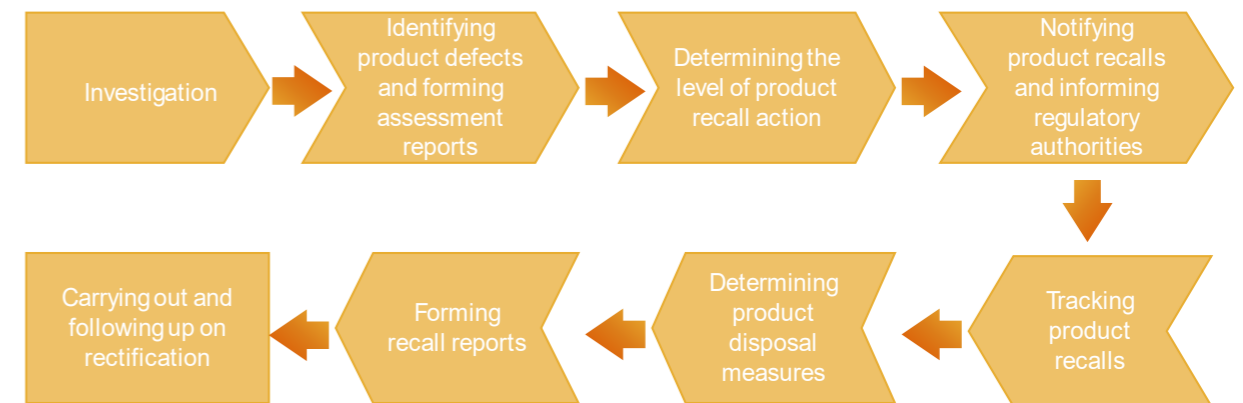 Investigation
Identifying
product defects
and forming
assessment
reports
Determining the
level of product
recall action
Notifying
product recalls
and informing
regulatory
authorities
Tracking
product
recalls
Determining
product
disposal
measures
Forming
recall reports
Carrying out and
following up on
rectification